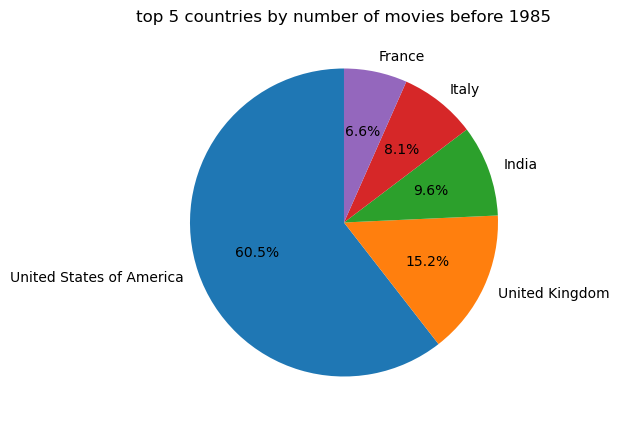 top 5 countries by number of movies before 1985
France
Italy
6.6%
8.1%
India
9.6%
60.5%
15.2%
United States of America
United Kingdom